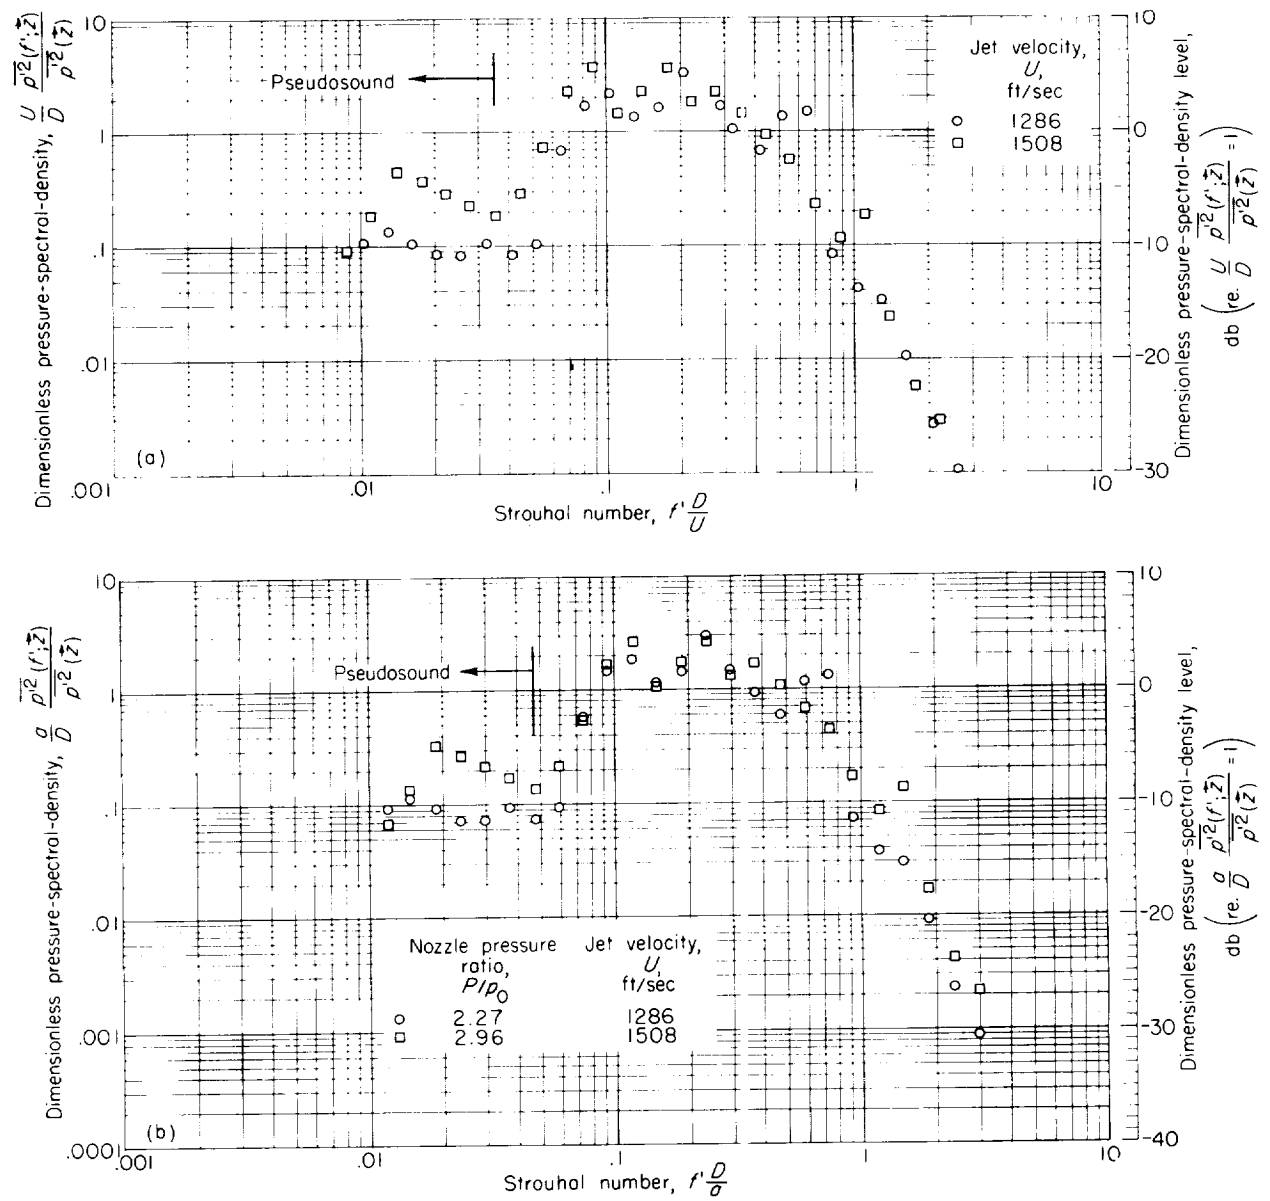 Dimensionless pressure-spectral-density, U/D p'²(f';z⃗)/p'²(z⃗)
10
1
.1
.01
.001
Pseudosound
(a)
Jet velocity,
U,
ft/sec
○ 1286
□ 1508
10
0
-10
-20
-30
Dimensionless pressure-spectral-density level,
db (re. U/D p'²(f';z⃗)/p'²(z⃗) = 1)
.01
.1
1
10
Strouhal number, f' D/U
Dimensionless pressure-spectral-density, a/D p'²(f';z⃗)/p'²(z⃗)
10
1
.1
.01
.001
.0001
Pseudosound
(b)
Nozzle pressure Jet velocity,
ratio, U,
P/p₀ ft/sec
○ 2.27 1286
□ 2.96 1508
10
0
-10
-20
-30
-40
Dimensionless pressure-spectral-density level,
db (re. a/D p'²(f';z⃗)/p'²(z⃗) = 1)
.001
.01
.1
1
10
Strouhal number, f' D/a